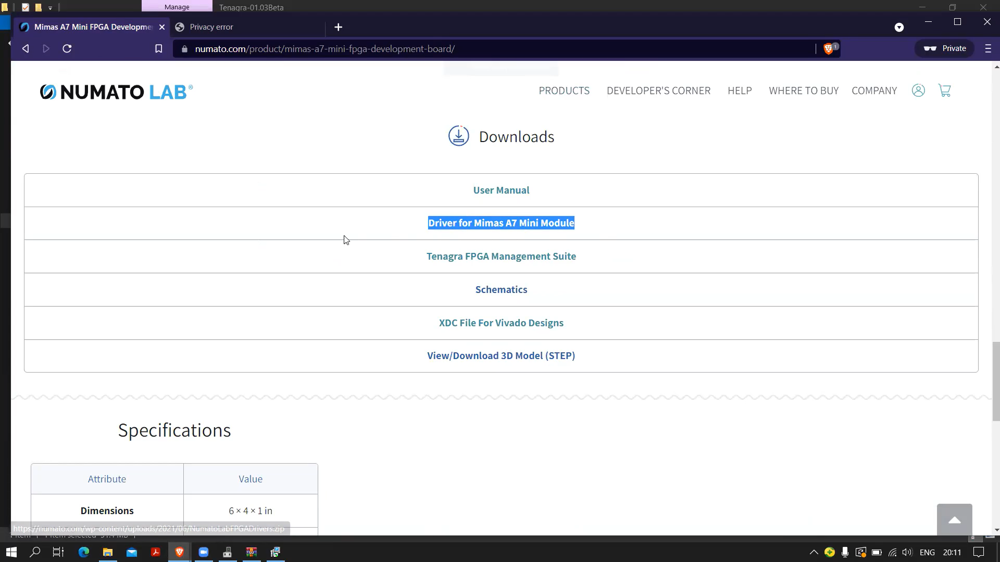 Manage
Tenagra-01.03Beta
Mimas A7 Mini FPGA Developme
Privacy error
numato.com/product/mimas-a7-mini-fpga-development-board/
1
Private
NUMATO LAB®
PRODUCTS
DEVELOPER'S CORNER
HELP
WHERE TO BUY
COMPANY
Downloads
User Manual
Driver for Mimas A7 Mini Module
Tenagra FPGA Management Suite
Schematics
XDC File For Vivado Designs
View/Download 3D Model (STEP)
Specifications
Attribute
Value
Dimensions
6 × 4 × 1 in
https://numato.com/wp-content/uploads/2021/06/NumatoLabFPGADrivers.zip
ENG
20:11